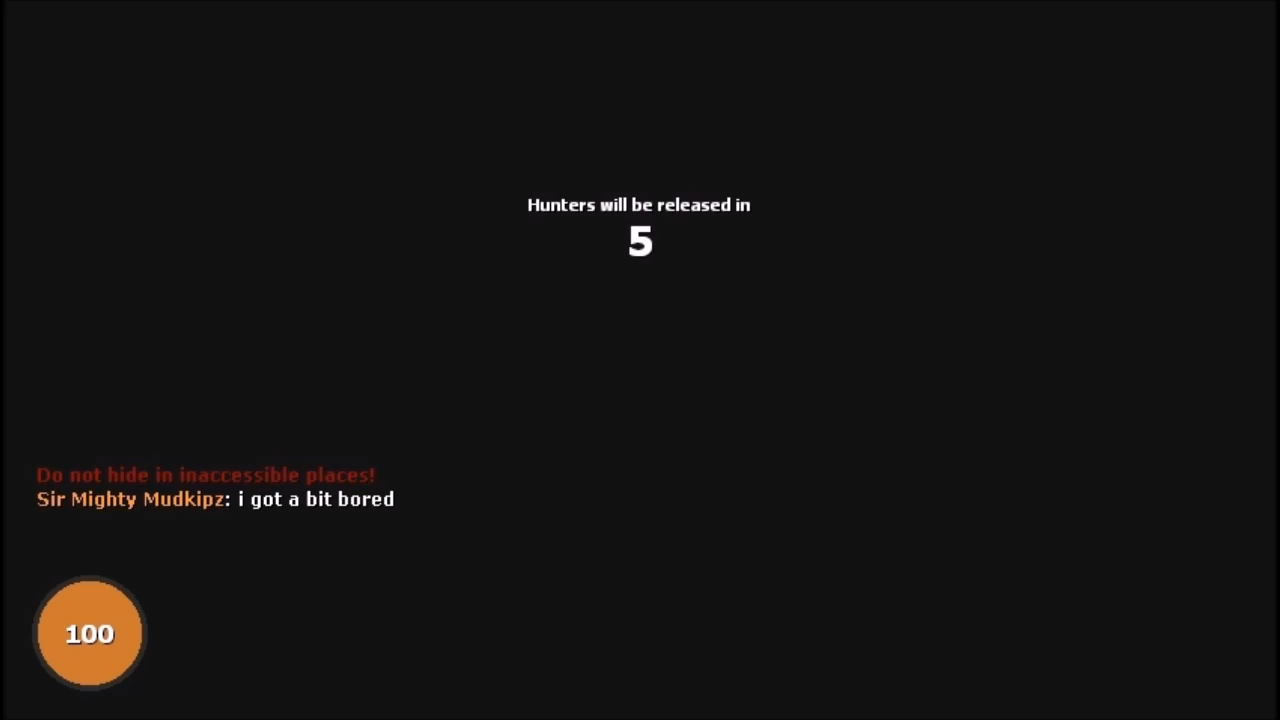 Hunters will be released in
5
Do not hide in inaccessible places!
Sir Mighty Mudkipz: i got a bit bored
100